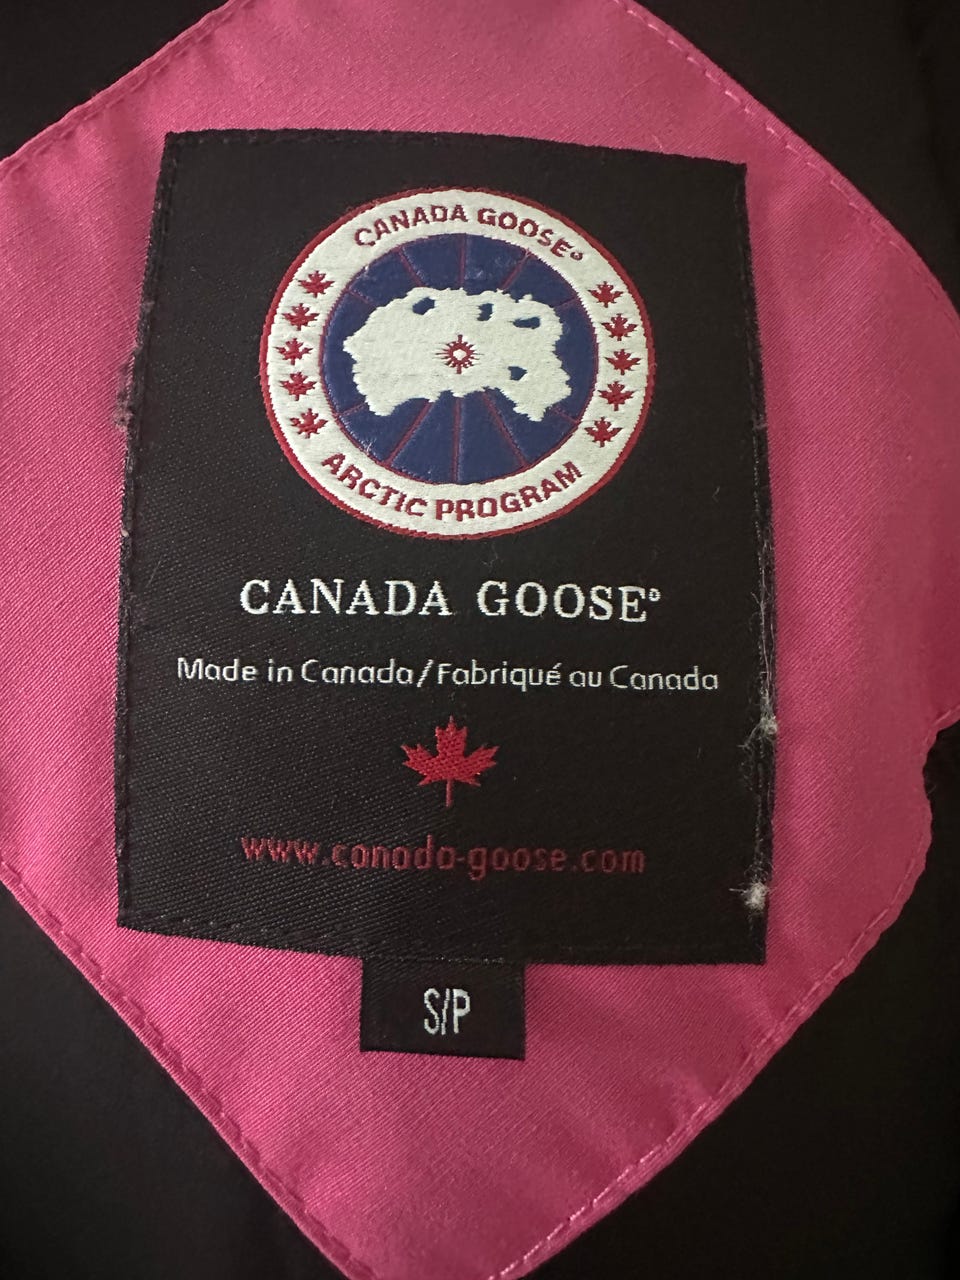 CANADA GOOSE®
ARCTIC PROGRAM
CANADA GOOSE®
Made in Canada/Fabriqué au Canada
www.canada-goose.com
S/P